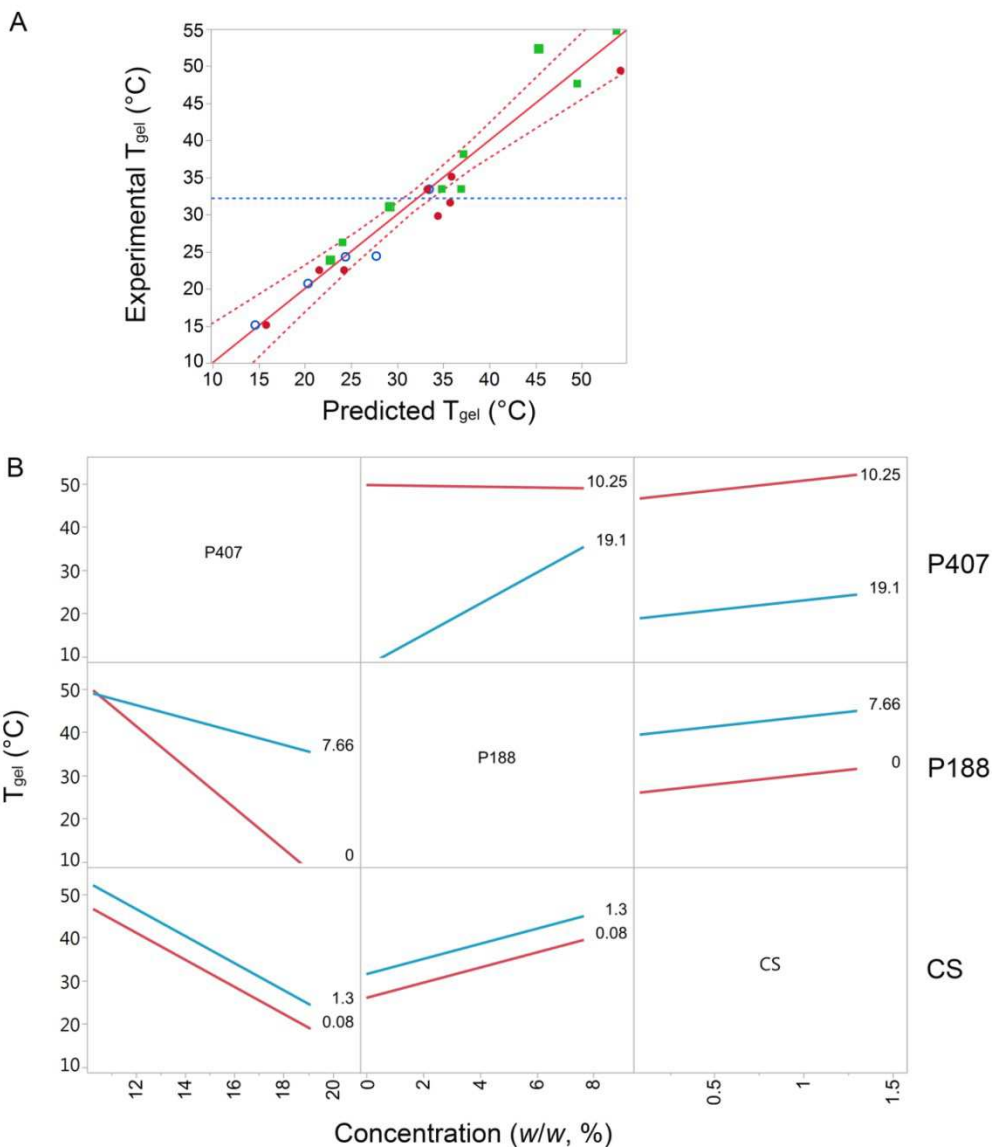 A
Experimental Tgel (°C)
55
50
45
40
35
30
25
20
15
10
10 15 20 25 30 35 40 45 50
Predicted Tgel (°C)
B
Tgel (°C)
50
40
30
20
10
P407
10.25
19.1
10.25
19.1
P407
50
40
30
20
10
7.66
0
P188
7.66
0
P188
50
40
30
20
10
1.3
0.08
1.3
0.08
CS
CS
12 14 16 18 20 0 2 4 6 8 0.5 1 1.5
Concentration (w/w, %)